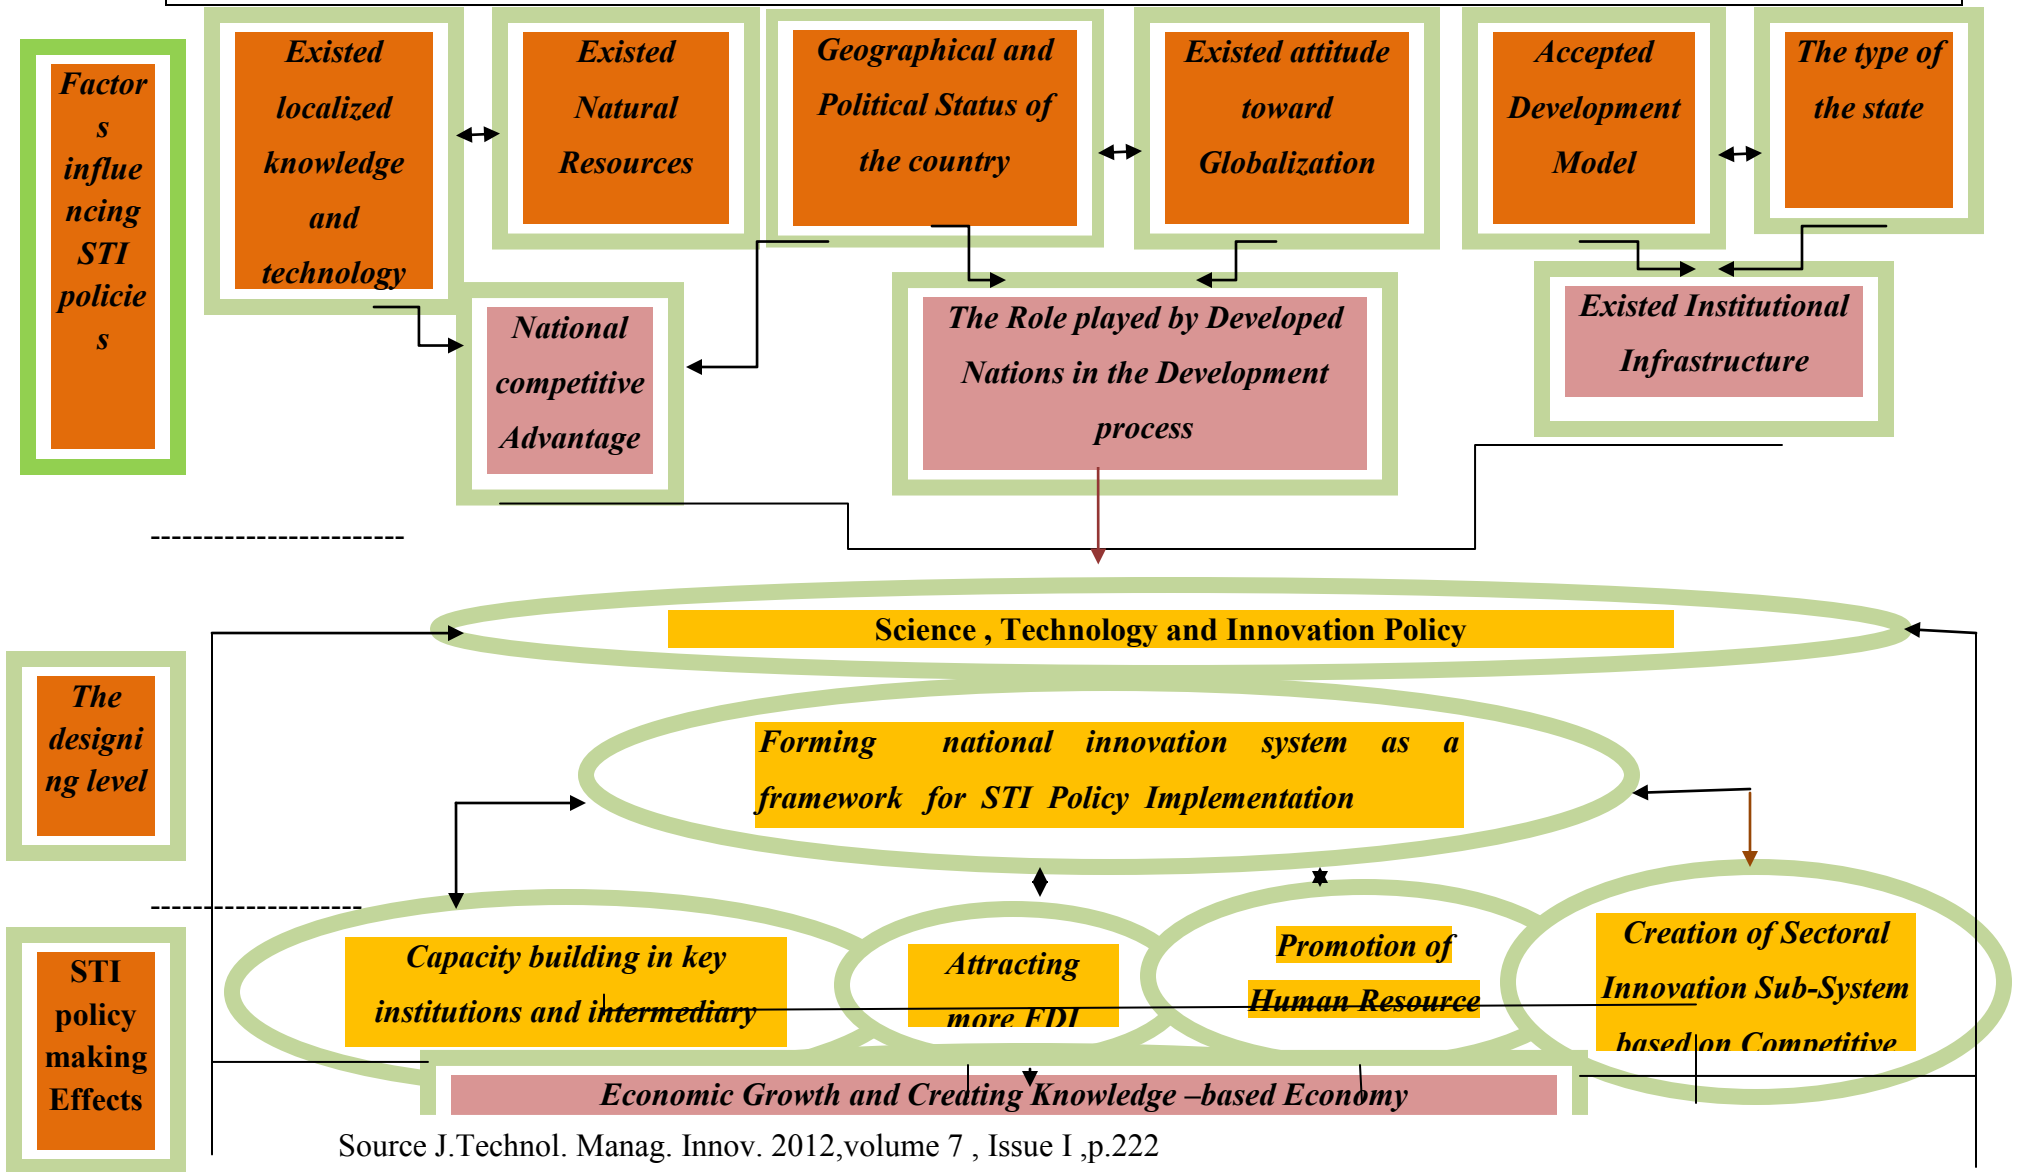 Factor
s
influe
ncing
STI
policie
s
Existed
localized
knowledge
and
technology
Existed
Natural
Resources
Geographical and
Political Status of
the country
Existed attitude
toward
Globalization
Accepted
Development
Model
The type of
the state
National
competitive
Advantage
The Role played by Developed
Nations in the Development
process
Existed Institutional
Infrastructure
Science , Technology and Innovation Policy
The
designi
ng level
Forming national innovation system as a
framework for STI Policy Implementation
STI
policy
making
Effects
Capacity building in key
institutions and intermediary
Attracting
more FDI
Promotion of
Human Resource
Creation of Sectoral
Innovation Sub-System
based on Competitive
Economic Growth and Creating Knowledge –based Economy
Source J.Technol. Manag. Innov. 2012,volume 7 , Issue I ,p.222